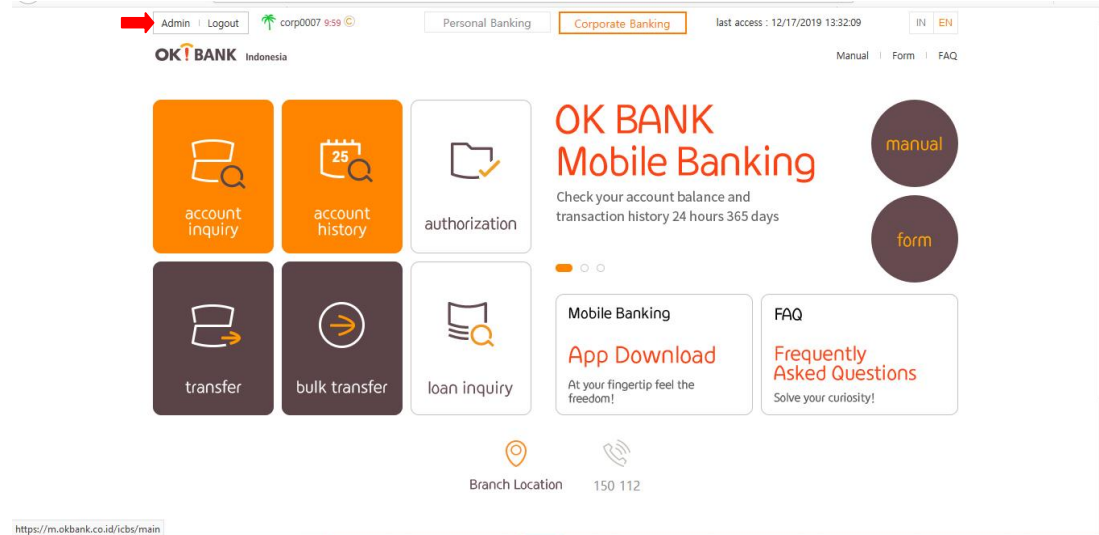 Admin Logout corp0007 9:59 C Personal Banking Corporate Banking last access : 12/17/2019 13:32:09 IN EN
OK! BANK Indonesia
Manual Form FAQ
account
inquiry
25
account
history
authorization
OK BANK
Mobile Banking
Check your account balance and
transaction history 24 hours 365 days
manual
form
transfer
bulk transfer
loan inquiry
Mobile Banking
App Download
At your fingertip feel the
freedom!
FAQ
Frequently
Asked Questions
Solve your curiosity!
Branch Location
150 112
https://m.okbank.co.id/icbs/main